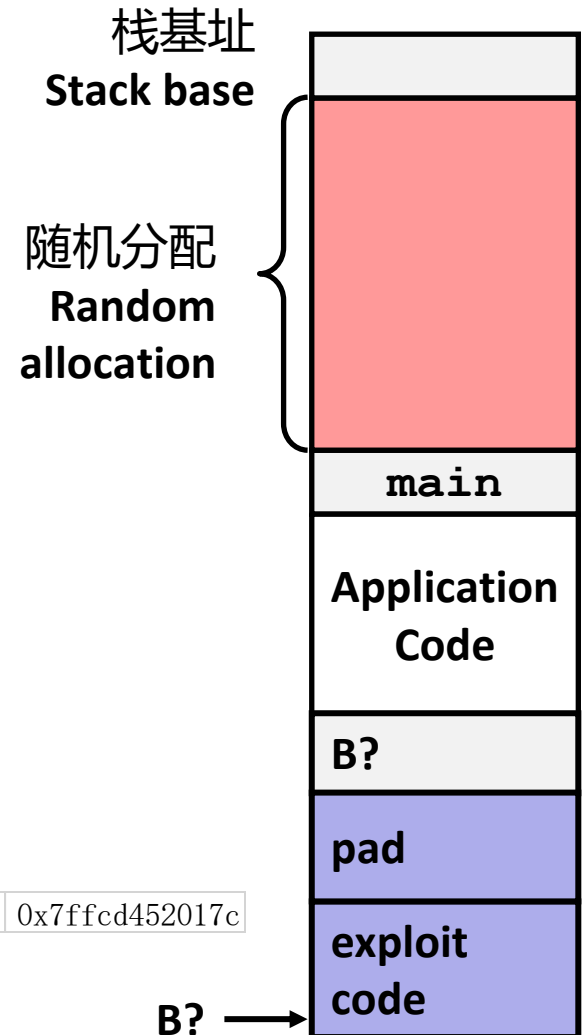 栈基址
Stack base
随机分配
Random
allocation
main
Application
Code
B?
pad
0x7ffcd452017c
exploit
code
B?